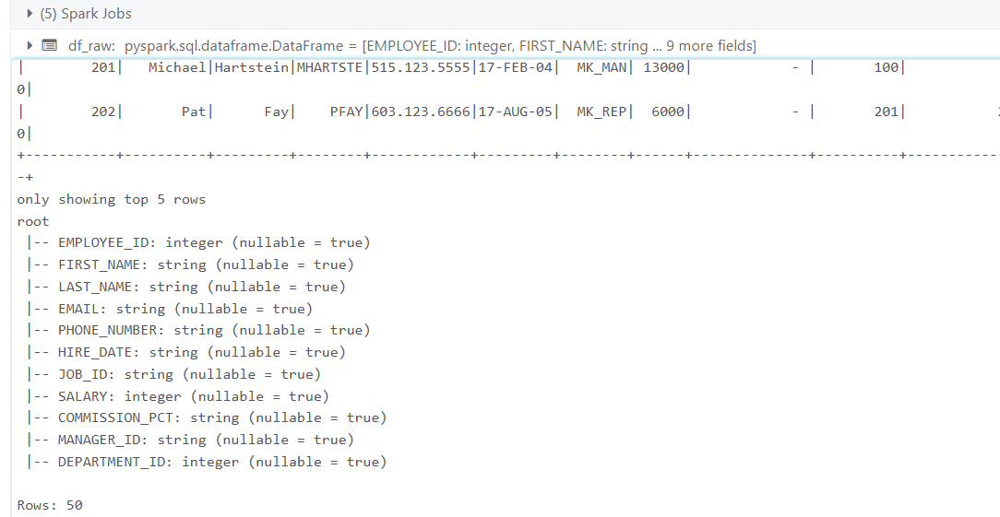 (5) Spark Jobs
df_raw: pyspark.sql.dataframe.DataFrame = [EMPLOYEE_ID: integer, FIRST_NAME: string ... 9 more fields]
|        201|   Michael|Hartstein|MHARTSTE|515.123.5555|17-FEB-04|  MK_MAN| 13000|            - |       100|
0|
|        202|       Pat|      Fay|    PFAY|603.123.6666|17-AUG-05|  MK_REP|  6000|            - |       201|
0|
+-----------+----------+---------+--------+------------+---------+--------+------+--------------+----------+-----------
-+
only showing top 5 rows
root
 |-- EMPLOYEE_ID: integer (nullable = true)
 |-- FIRST_NAME: string (nullable = true)
 |-- LAST_NAME: string (nullable = true)
 |-- EMAIL: string (nullable = true)
 |-- PHONE_NUMBER: string (nullable = true)
 |-- HIRE_DATE: string (nullable = true)
 |-- JOB_ID: string (nullable = true)
 |-- SALARY: integer (nullable = true)
 |-- COMMISSION_PCT: string (nullable = true)
 |-- MANAGER_ID: string (nullable = true)
 |-- DEPARTMENT_ID: integer (nullable = true)
Rows: 50